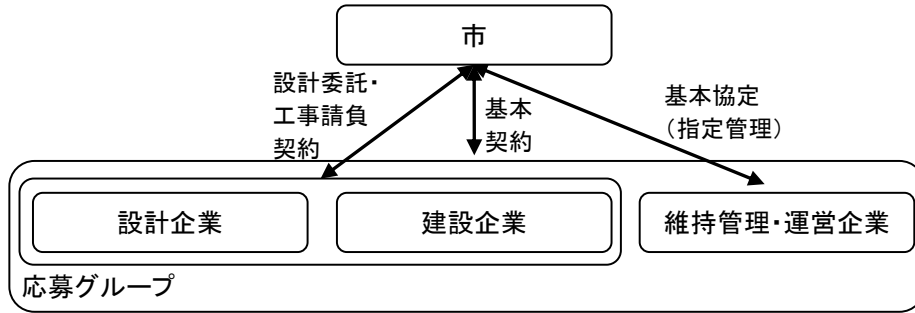 市
設計委託・
工事請負
契約
基本
契約
基本協定
（指定管理）
設計企業
建設企業
維持管理・運営企業
応募グループ